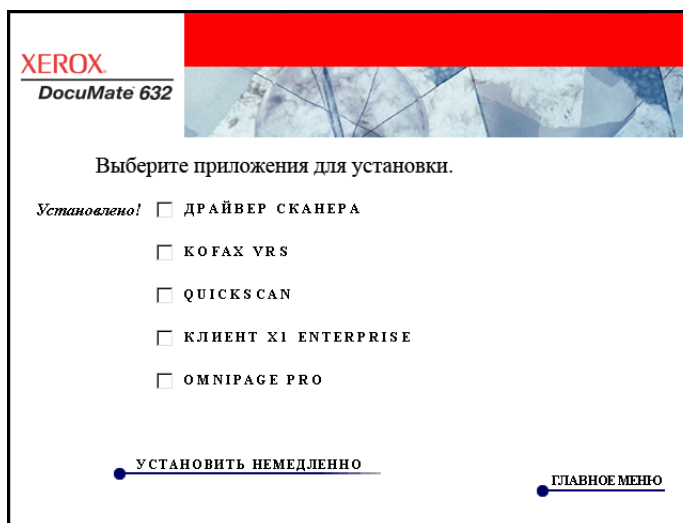 XEROX
DocuMate 632
Выберите приложения для установки.
Установлено! ДРАЙВЕР СКАНЕРА
KOFAX VRS
QUICKSCAN
КЛИЕНТ X1 ENTERPRISE
OMNIPAGE PRO
УСТАНОВИТЬ НЕМЕДЛЕННО
ГЛАВНОЕ МЕНЮ